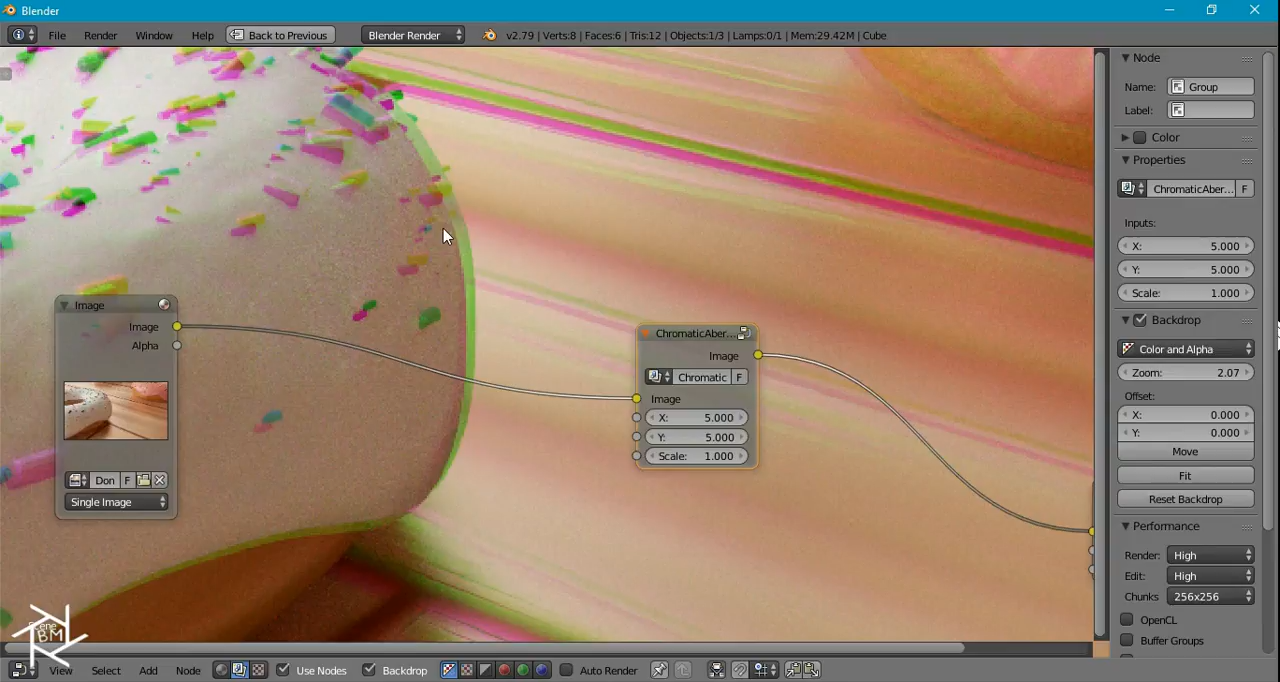 Blender
File Render Window Help Back to Previous Blender Render v2.79 | Verts:8 | Faces:6 | Tris:12 | Objects:1/3 | Lamps:0/1 | Mem:29.42M | Cube
Node
Name: Group
Label:
Color
Properties
ChromaticAber... F
Inputs:
X: 5.000
Y: 5.000
Scale: 1.000
Backdrop
Color and Alpha
Zoom: 2.07
Offset:
X: 0.000
Y: 0.000
Move
Fit
Reset Backdrop
Performance
Render: High
Edit: High
Chunks 256x256
OpenCL
Buffer Groups
Image
Image
Alpha
Don F
Single Image
ChromaticAber...
Image
Chromatic F
Image
X: 5.000
Y: 5.000
Scale: 1.000
BM
View Select Add Node Use Nodes Backdrop Auto Render